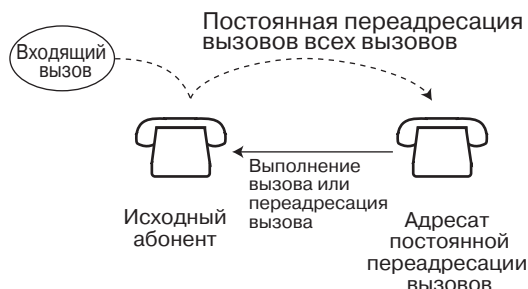 Постоянная переадресация
вызовов всех вызовов
Входящий
вызов
Выполнение
вызова или
переадресация
вызова
Исходный
абонент
Адресат
постоянной
переадресации
вызовов